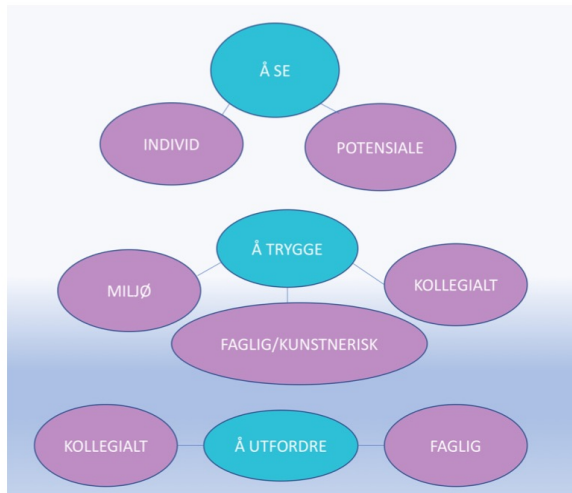 Å SE
INDIVID
POTENSIALE
Å TRYGGE
MILJØ
KOLLEGIALT
FAGLIG/KUNSTNERISK
KOLLEGIALT
Å UTFORDRE
FAGLIG